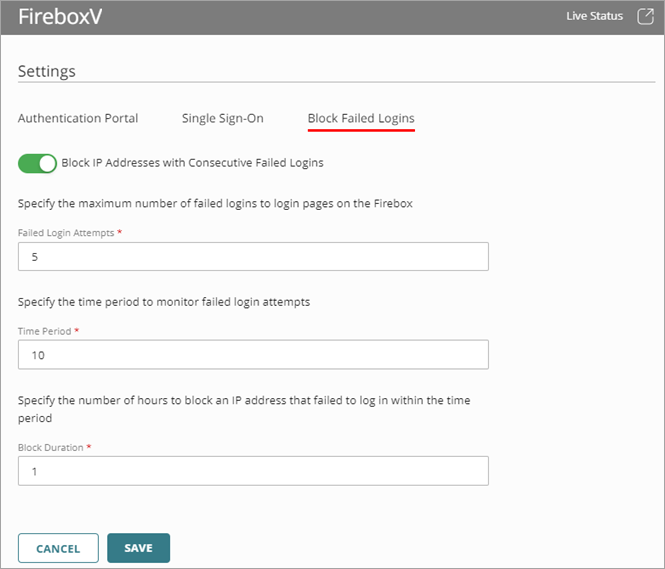 FireboxV
Live Status
Settings
Authentication Portal
Single Sign-On
Block Failed Logins
Block IP Addresses with Consecutive Failed Logins
Specify the maximum number of failed logins to login pages on the Firebox
Failed Login Attempts *
5
Specify the time period to monitor failed login attempts
Time Period *
10
Specify the number of hours to block an IP address that failed to log in within the time
period
Block Duration *
1
CANCEL
SAVE